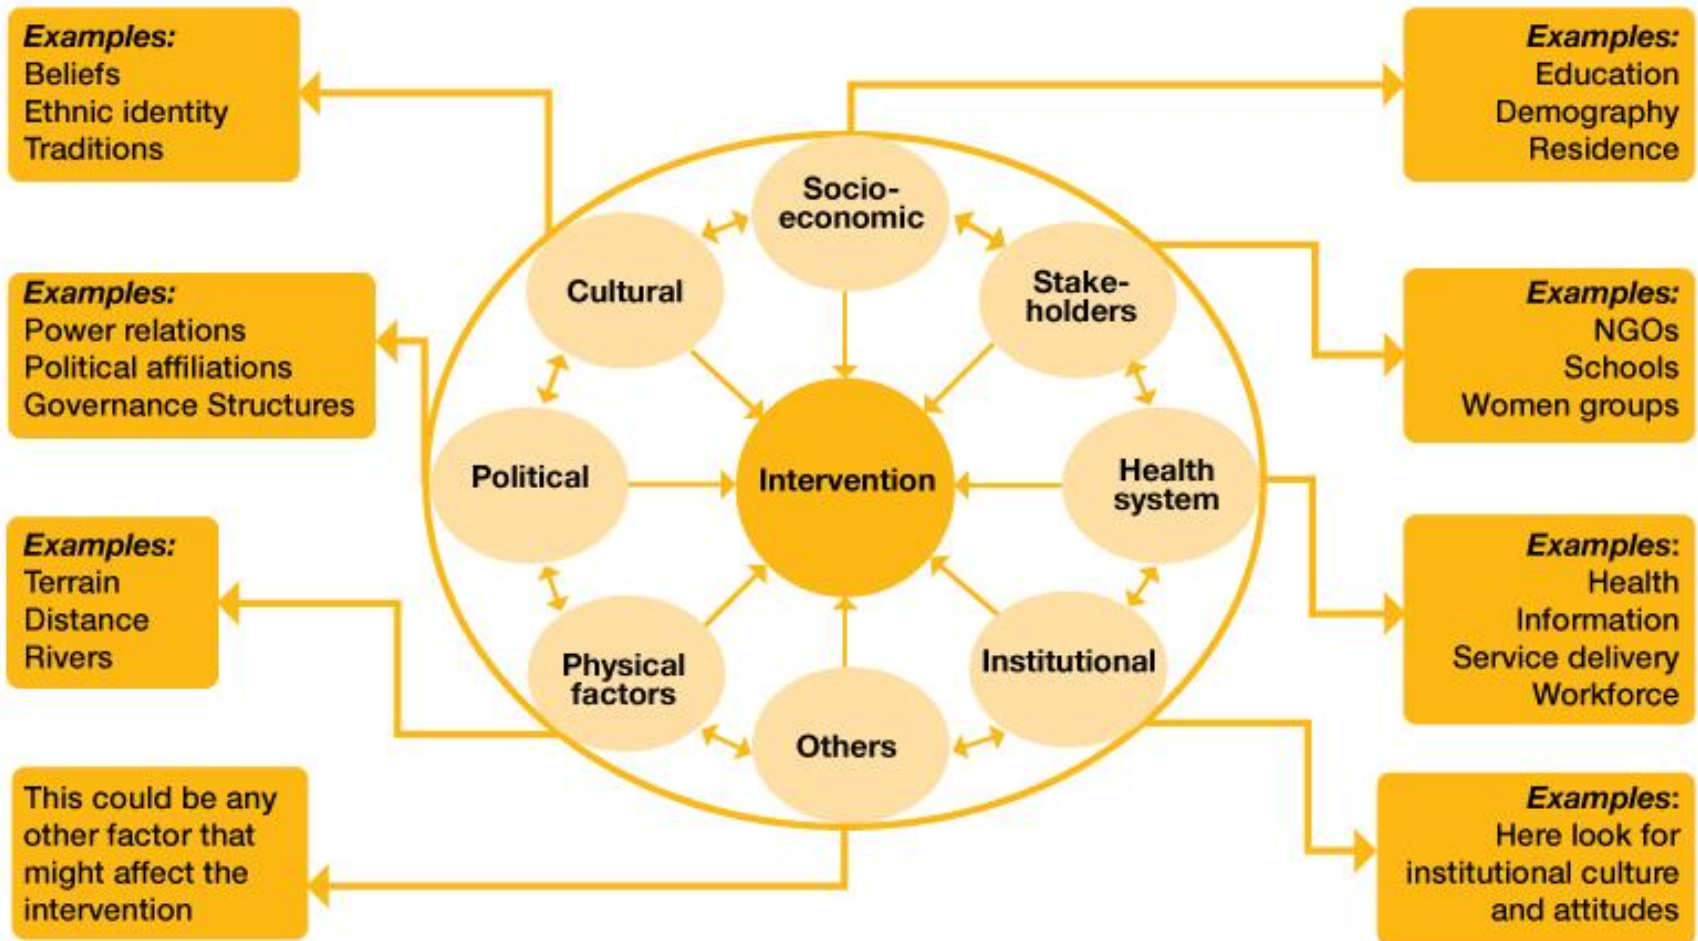 Examples:
Beliefs
Ethnic identity
Traditions
Examples:
Education
Demography
Residence
Socio-
economic
Cultural
Stake-
holders
Examples:
Power relations
Political affiliations
Governance Structures
Examples:
NGOs
Schools
Women groups
Political
Intervention
Health
system
Examples:
Terrain
Distance
Rivers
Examples:
Health
Information
Service delivery
Workforce
Physical
factors
Institutional
Others
This could be any
other factor that
might affect the
intervention
Examples:
Here look for
institutional culture
and attitudes